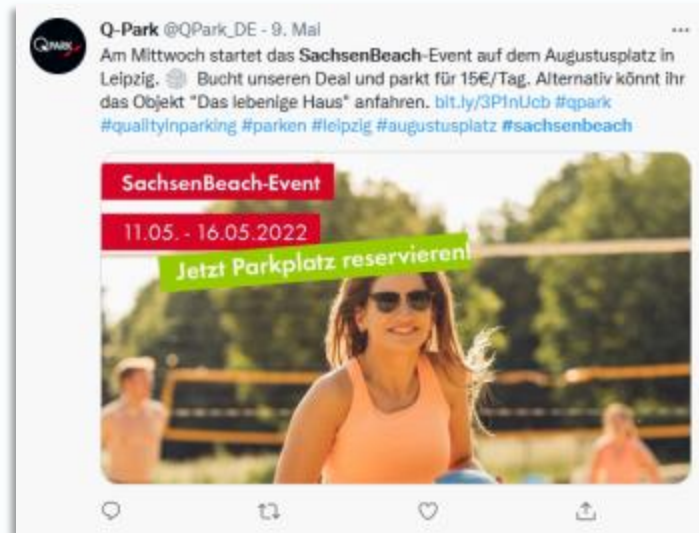 Q-Park @QPark_DE - 9. Mai
Am Mittwoch startet das SachsenBeach-Event auf dem Augustusplatz in
Leipzig. Bucht unseren Deal und parkt für 15€/Tag. Alternativ könnt ihr
das Objekt "Das lebenige Haus" anfahren. bit.ly/3P1nUcb #qpark
#qualityinparking #parken #leipzig #augustusplatz #sachsenbeach
SachsenBeach-Event
11.05. - 16.05.2022
Jetzt Parkplatz reservieren!
Q-PARK